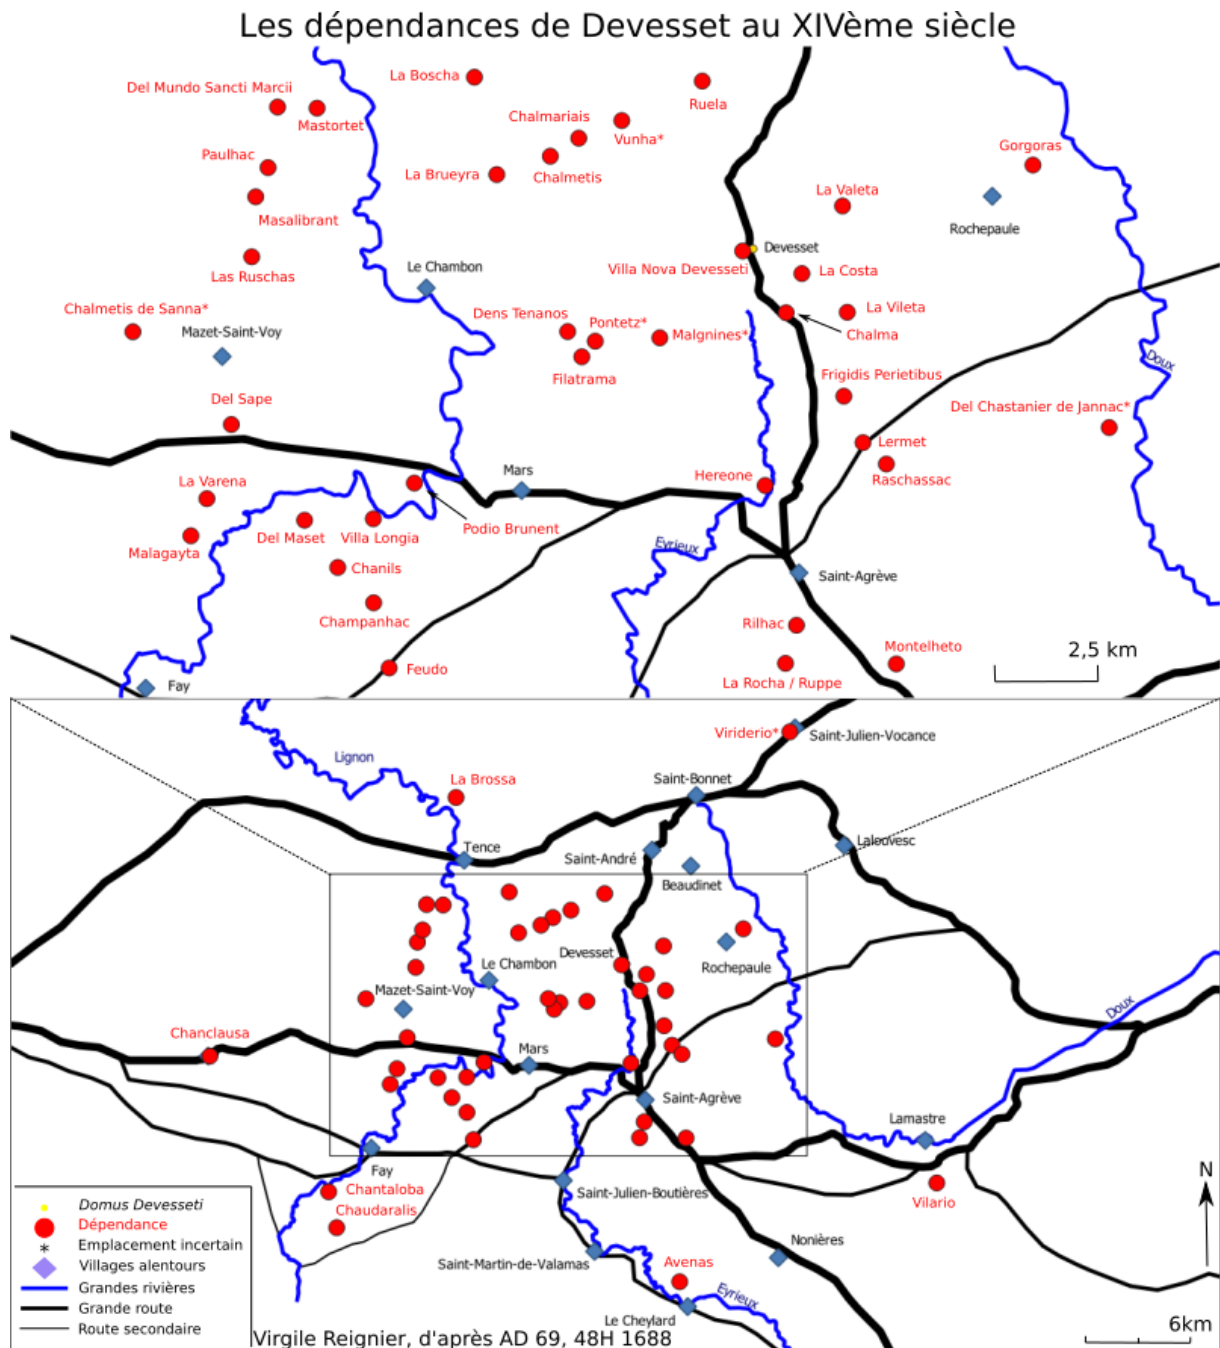 Les dépendances de Devesset au XIVème siècle
La Boscha
Del Mundo Sancti Marcii
Mastortet
Ruela
Chalmariais
Vunha*
Paulhac
La Brueyra
Chalmetis
Gorgoras
La Valeta
Masalibrant
Rochepaule
Devesset
Villa Nova Devesseti
La Costa
Las Ruschas
Le Chambon
Chalmetis de Sanna*
Mazet-Saint-Voy
Dens Tenanos
Pontetz*
Malgnines*
La Vileta
Chalma
Doux
Filatrama
Frigidis Perietibus
Del Sape
Del Chastanier de Jannac*
Lermet
Mars
Hereone
Raschassac
La Varena
Podio Brunent
Del Maset
Villa Longia
Malagayta
Eyrieux
Chanils
Saint-Agrève
Champanhac
Rilhac
Montelheto
2,5 km
Feudo
Fay
La Rocha / Ruppe
Viriderio*
Saint-Julien-Vocance
Lignon
La Brossa
Saint-Bonnet
Tence
Saint-André
Lalouvesc
Beaudinet
Devesset
Le Chambon
Rochepaule
Mazet-Saint-Voy
Doux
Chanclausa
Mars
Saint-Agrève
Lamastre
Fay
Chantaloba
Saint-Julien-Boutières
Vilario
N
Chaudaralis
Nonières
Saint-Martin-de-Valamas
Avenas
Eyrieux
Le Cheylard
6km
Domus Devesseti
Dépendance
* Emplacement incertain
Villages alentours
Grandes rivières
Grande route
Route secondaire
Virgile Reignier, d'après AD 69, 48H 1688